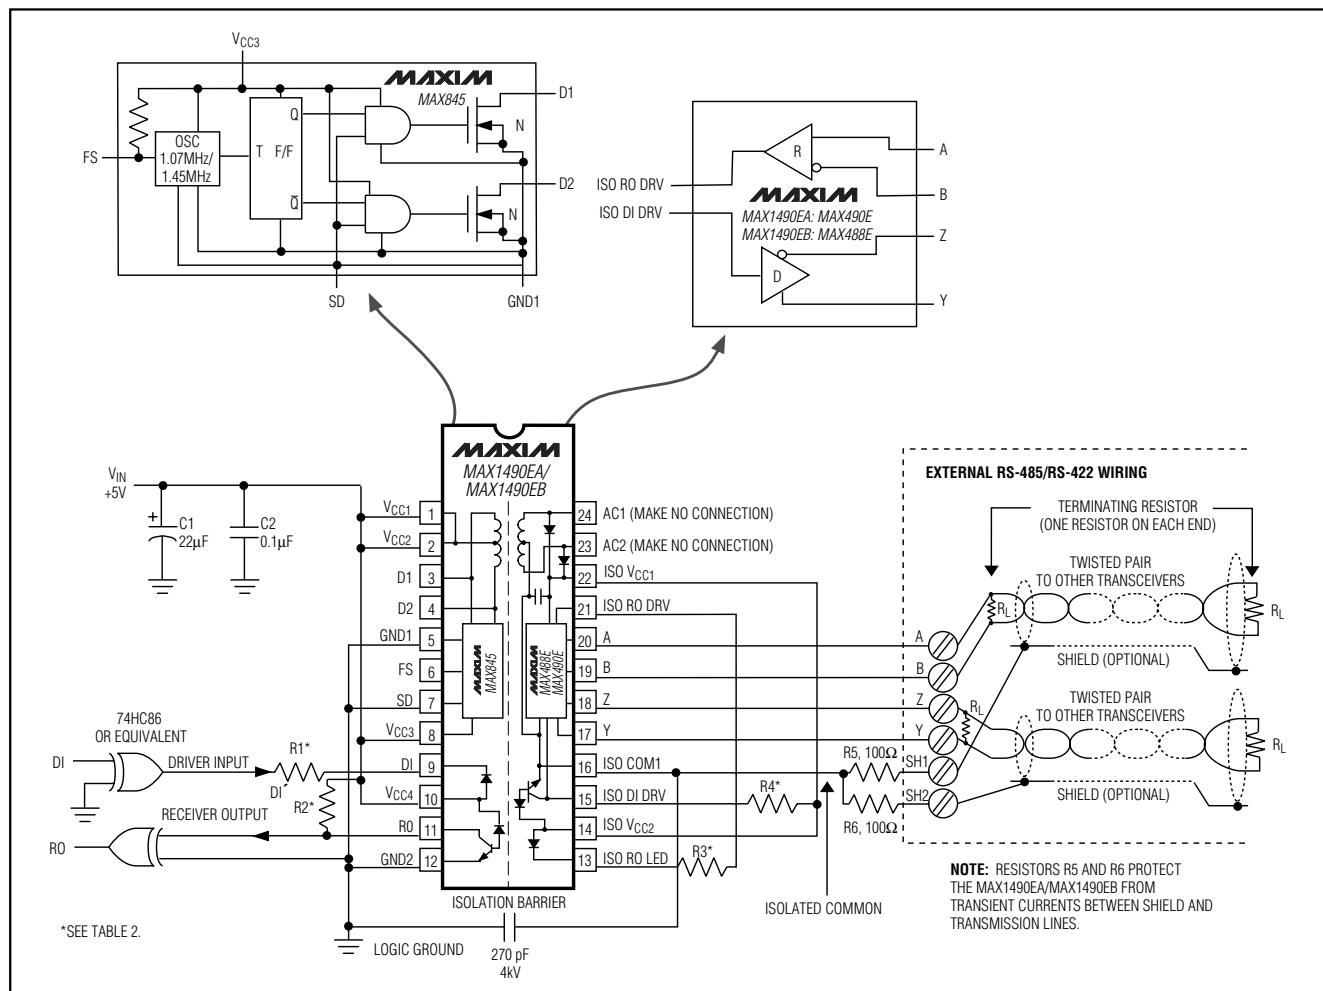 VCC3
MAXIM
MAX845
D1
Q
N
OSC
1.07MHz/
1.45MHz
FS
T F/F
D2
Q̅
N
SD
GND1
R
A
ISO RO DRV
B
MAXIM
ISO DI DRV
MAX1490EA: MAX490E
MAX1490EB: MAX488E
Z
D
Y
MAXIM
MAX1490EA/
MAX1490EB
VIN
+5V
+
C1
22µF
C2
0.1µF
VCC1
1
VCC2
2
D1
3
D2
4
GND1
5
FS
6
SD
7
VCC3
8
DI
9
VCC4
10
RO
11
GND2
12
MAXIM
MAX845
MAXIM
MAX488E
MAX490E
24
AC1 (MAKE NO CONNECTION)
23
AC2 (MAKE NO CONNECTION)
22
ISO VCC1
21
ISO RO DRV
20
A
19
B
18
Z
17
Y
16
ISO COM1
15
ISO DI DRV
14
ISO VCC2
13
ISO RO LED
74HC86
OR EQUIVALENT
DI
DRIVER INPUT
R1*
DI´
R2*
RECEIVER OUTPUT
RO
ISOLATION BARRIER
*SEE TABLE 2.
LOGIC GROUND
270 pF
4kV
R4*
R3*
R5, 100Ω
R6, 100Ω
ISOLATED COMMON
EXTERNAL RS-485/RS-422 WIRING
TERMINATING RESISTOR
(ONE RESISTOR ON EACH END)
TWISTED PAIR
TO OTHER TRANSCEIVERS
RL
RL
A
SHIELD (OPTIONAL)
B
Z
RL
TWISTED PAIR
TO OTHER TRANSCEIVERS
Y
RL
SH1
SH2
SHIELD (OPTIONAL)
NOTE: RESISTORS R5 AND R6 PROTECT
THE MAX1490EA/MAX1490EB FROM
TRANSIENT CURRENTS BETWEEN SHIELD AND
TRANSMISSION LINES.